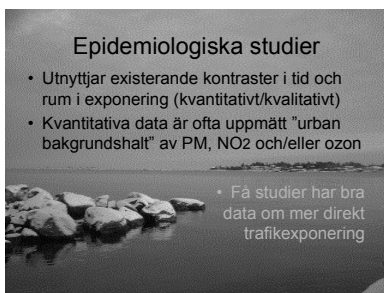 Epidemiologiska studier
• Utnyttjar existerande kontraster i tid och
rum i exponering (kvantitativt/kvalitativt)
• Kvantitativa data är ofta uppmätt ”urban
bakgrundshalt” av PM, NO2 och/eller ozon
• Få studier har bra
data om mer direkt
trafikexponering